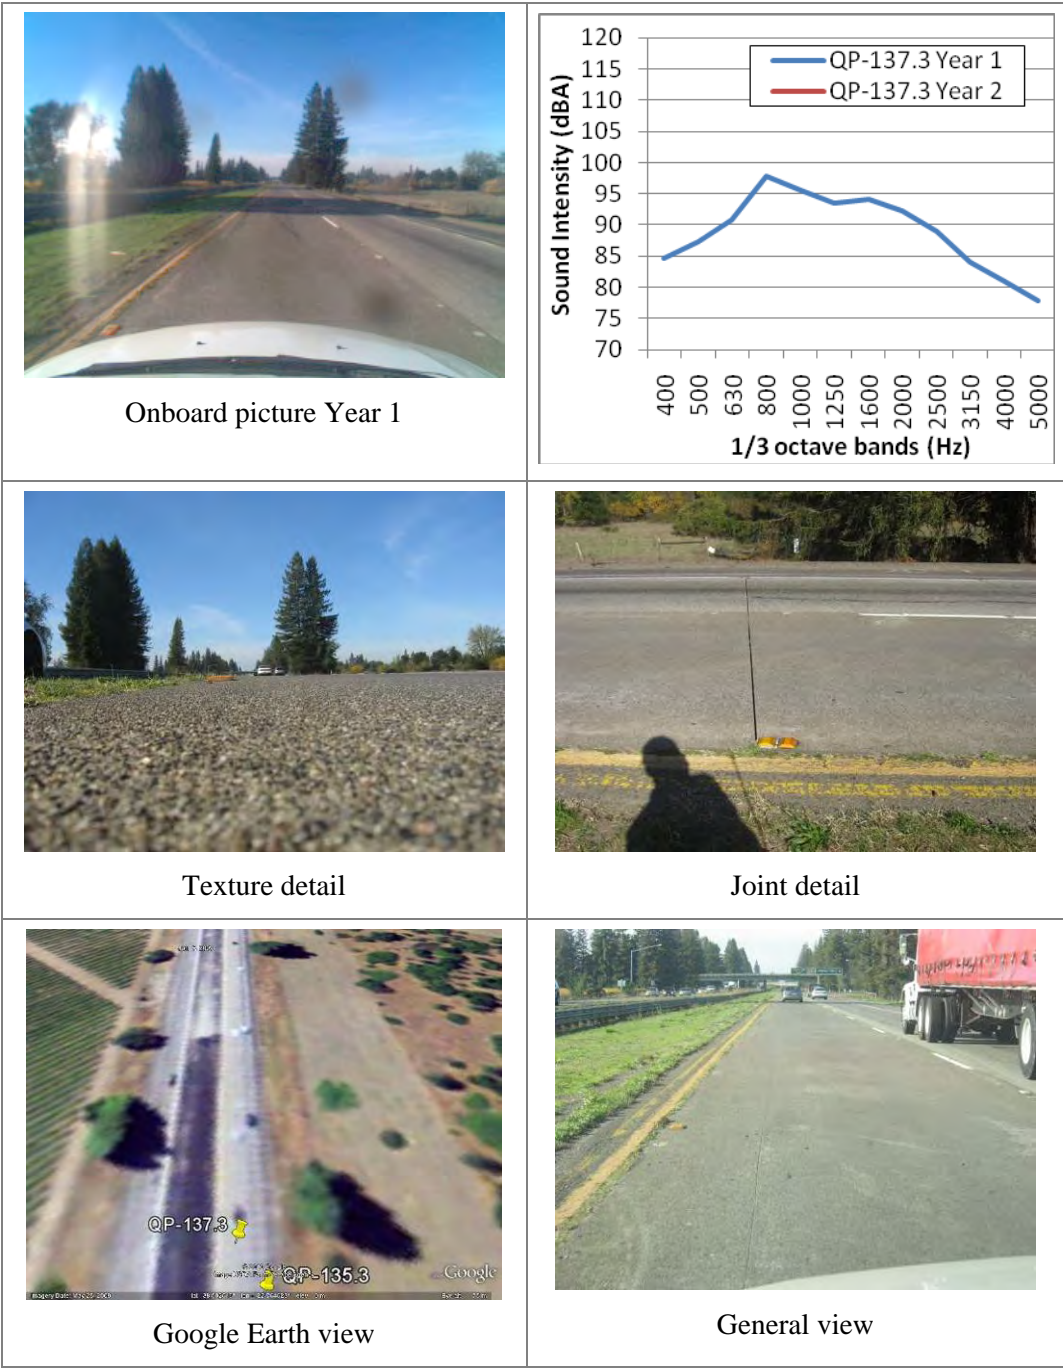 120
115
110
105
100
95
90
85
80
75
70
Sound Intensity (dBA)
QP-137.3 Year 1
QP-137.3 Year 2
400
500
630
800
1000
1250
1600
2000
2500
3150
4000
5000
1/3 octave bands (Hz)
Onboard picture Year 1
Texture detail
Joint detail
QP-137.3
QP-135.3
Google
Google Earth view
General view